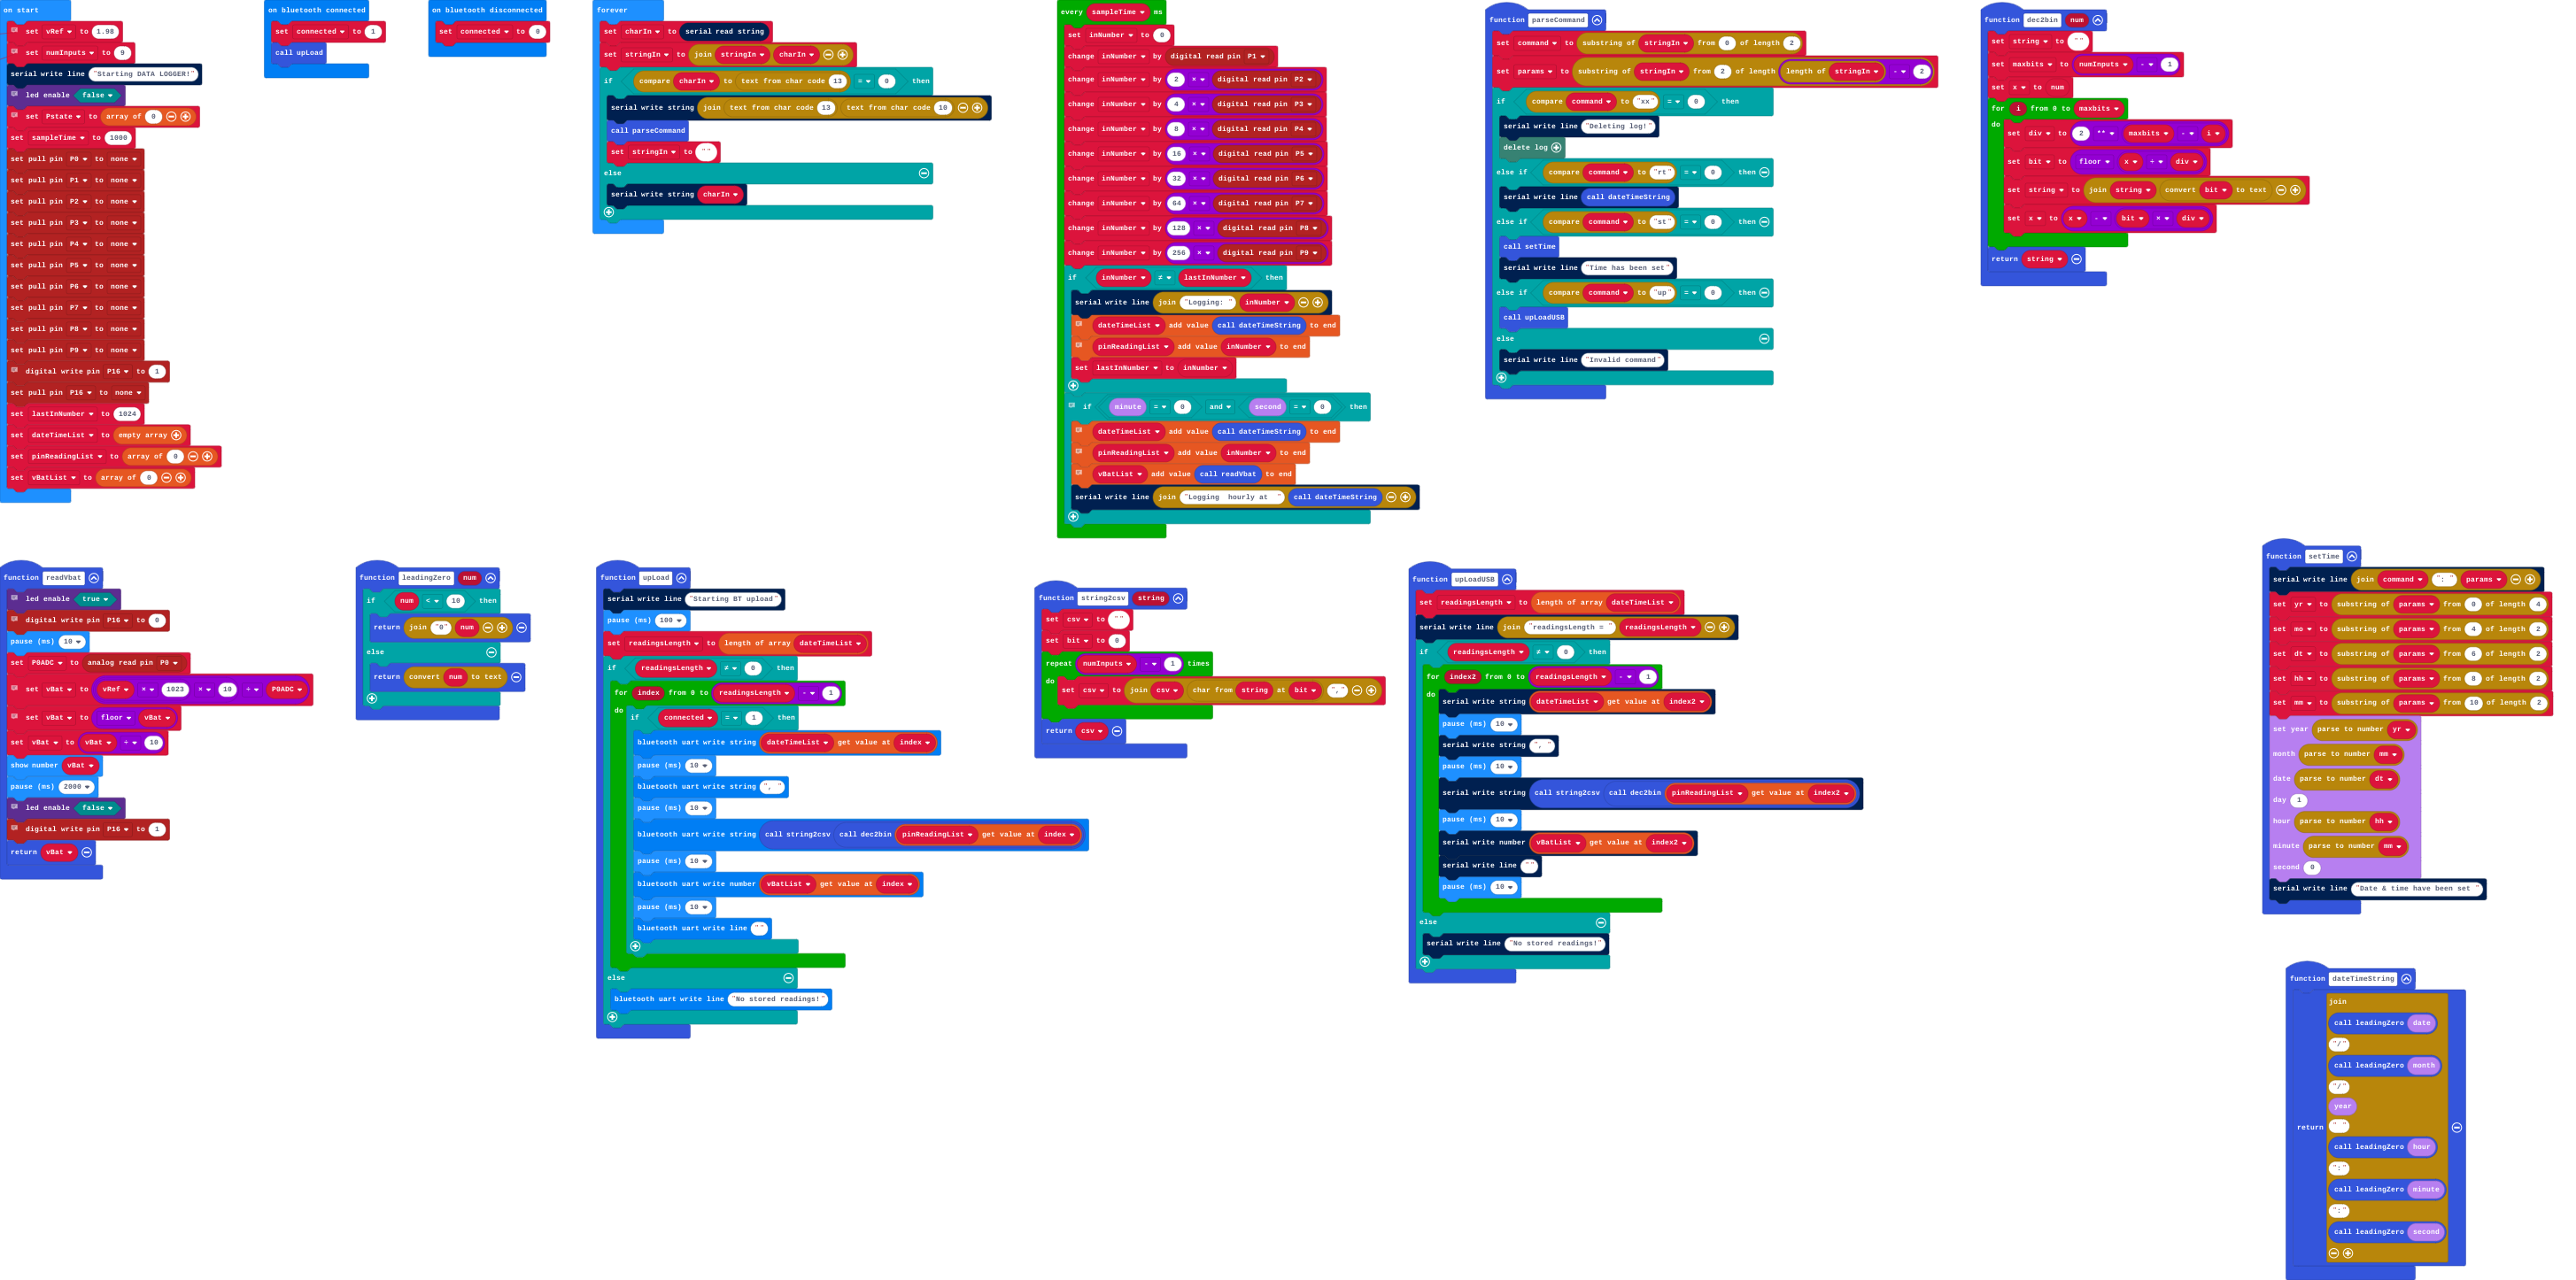 on start
set vRef to 1.98
set numInputs to 9
serial write line "Starting DATA LOGGER!"
led enable false
set Pstate to array of 0
set sampleTime to 1000
set pull pin P0 to none
set pull pin P1 to none
set pull pin P2 to none
set pull pin P3 to none
set pull pin P4 to none
set pull pin P5 to none
set pull pin P6 to none
set pull pin P7 to none
set pull pin P8 to none
set pull pin P9 to none
digital write pin P16 to 1
set pull pin P16 to none
set lastInNumber to 1024
set dateTimeList to empty array
set pinReadingList to array of 0
set vBatList to array of 0
on bluetooth connected
set connected to 1
call upLoad
on bluetooth disconnected
set connected to 0
forever
set charIn to serial read string
set stringIn to join stringIn charIn
if compare charIn to text from char code 13 = 0 then
serial write string join text from char code 13 text from char code 10
call parseCommand
set stringIn to ""
else
serial write string charIn
every sampleTime ms
set inNumber to 0
change inNumber by digital read pin P1
change inNumber by 2 × digital read pin P2
change inNumber by 4 × digital read pin P3
change inNumber by 8 × digital read pin P4
change inNumber by 16 × digital read pin P5
change inNumber by 32 × digital read pin P6
change inNumber by 64 × digital read pin P7
change inNumber by 128 × digital read pin P8
change inNumber by 256 × digital read pin P9
if inNumber ≠ lastInNumber then
serial write line join "Logging: " inNumber
dateTimeList add value call dateTimeString to end
pinReadingList add value inNumber to end
set lastInNumber to inNumber
if minute = 0 and second = 0 then
dateTimeList add value call dateTimeString to end
pinReadingList add value inNumber to end
vBatList add value call readVbat to end
serial write line join "Logging  hourly at  " call dateTimeString
function parseCommand
set command to substring of stringIn from 0 of length 2
set params to substring of stringIn from 2 of length length of stringIn - 2
if compare command to "xx" = 0 then
serial write line "Deleting log!"
delete log
else if compare command to "rt" = 0 then
serial write line call dateTimeString
else if compare command to "st" = 0 then
call setTime
serial write line "Time has been set"
else if compare command to "up" = 0 then
call upLoadUSB
else
serial write line "Invalid command"
function dec2bin num
set string to ""
set maxbits to numInputs - 1
set x to num
for i from 0 to maxbits
do
set div to 2 ** maxbits - i
set bit to floor x ÷ div
set string to join string convert bit to text
set x to x - bit × div
return string
function readVbat
led enable true
digital write pin P16 to 0
pause (ms) 10
set P0ADC to analog read pin P0
set vBat to vRef × 1023 × 10 ÷ P0ADC
set vBat to floor vBat
set vBat to vBat ÷ 10
show number vBat
pause (ms) 2000
led enable false
digital write pin P16 to 1
return vBat
function leadingZero num
if num < 10 then
return join "0" num
else
return convert num to text
function upLoad
serial write line "Starting BT upload"
pause (ms) 100
set readingsLength to length of array dateTimeList
if readingsLength ≠ 0 then
for index from 0 to readingsLength - 1
do
if connected = 1 then
bluetooth uart write string dateTimeList get value at index
pause (ms) 10
bluetooth uart write string ", "
pause (ms) 10
bluetooth uart write string call string2csv call dec2bin pinReadingList get value at index
pause (ms) 10
bluetooth uart write number vBatList get value at index
pause (ms) 10
bluetooth uart write line ""
else
bluetooth uart write line "No stored readings!"
function string2csv string
set csv to ""
set bit to 0
repeat numInputs - 1 times
do
set csv to join csv char from string at bit ","
return csv
function upLoadUSB
set readingsLength to length of array dateTimeList
serial write line join "readingsLength = " readingsLength
if readingsLength ≠ 0 then
for index2 from 0 to readingsLength - 1
do
serial write string dateTimeList get value at index2
pause (ms) 10
serial write string ", "
pause (ms) 10
serial write string call string2csv call dec2bin pinReadingList get value at index2
pause (ms) 10
serial write number vBatList get value at index2
serial write line ""
pause (ms) 10
else
serial write line "No stored readings!"
function setTime
serial write line join command ": " params
set yr to substring of params from 0 of length 4
set mo to substring of params from 4 of length 2
set dt to substring of params from 6 of length 2
set hh to substring of params from 8 of length 2
set mm to substring of params from 10 of length 2
set year parse to number yr
month parse to number mm
date parse to number dt
day 1
hour parse to number hh
minute parse to number mm
second 0
serial write line "Date & time have been set "
function dateTimeString
join
call leadingZero date
"/"
call leadingZero month
"/"
year
" "
return
call leadingZero hour
":"
call leadingZero minute
":"
call leadingZero second